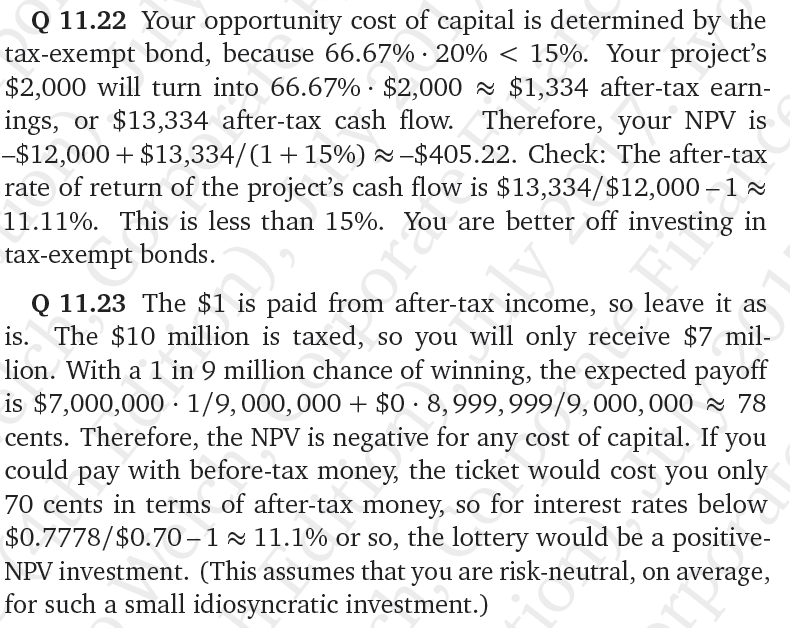 Q 11.22 Your opportunity cost of capital is determined by the
tax-exempt bond, because 66.67% · 20% < 15%. Your project's
$2,000 will turn into 66.67% · $2,000 ≈ $1,334 after-tax earn-
ings, or $13,334 after-tax cash flow. Therefore, your NPV is
–$12,000 + $13,334/(1 + 15%) ≈ –$405.22. Check: The after-tax
rate of return of the project's cash flow is $13,334/$12,000 – 1 ≈
11.11%. This is less than 15%. You are better off investing in
tax-exempt bonds.
Q 11.23 The $1 is paid from after-tax income, so leave it as
is. The $10 million is taxed, so you will only receive $7 mil-
lion. With a 1 in 9 million chance of winning, the expected payoff
is $7,000,000 · 1/9, 000, 000 + $0 · 8, 999, 999/9, 000, 000 ≈ 78
cents. Therefore, the NPV is negative for any cost of capital. If you
could pay with before-tax money, the ticket would cost you only
70 cents in terms of after-tax money, so for interest rates below
$0.7778/$0.70 – 1 ≈ 11.1% or so, the lottery would be a positive-
NPV investment. (This assumes that you are risk-neutral, on average,
for such a small idiosyncratic investment.)